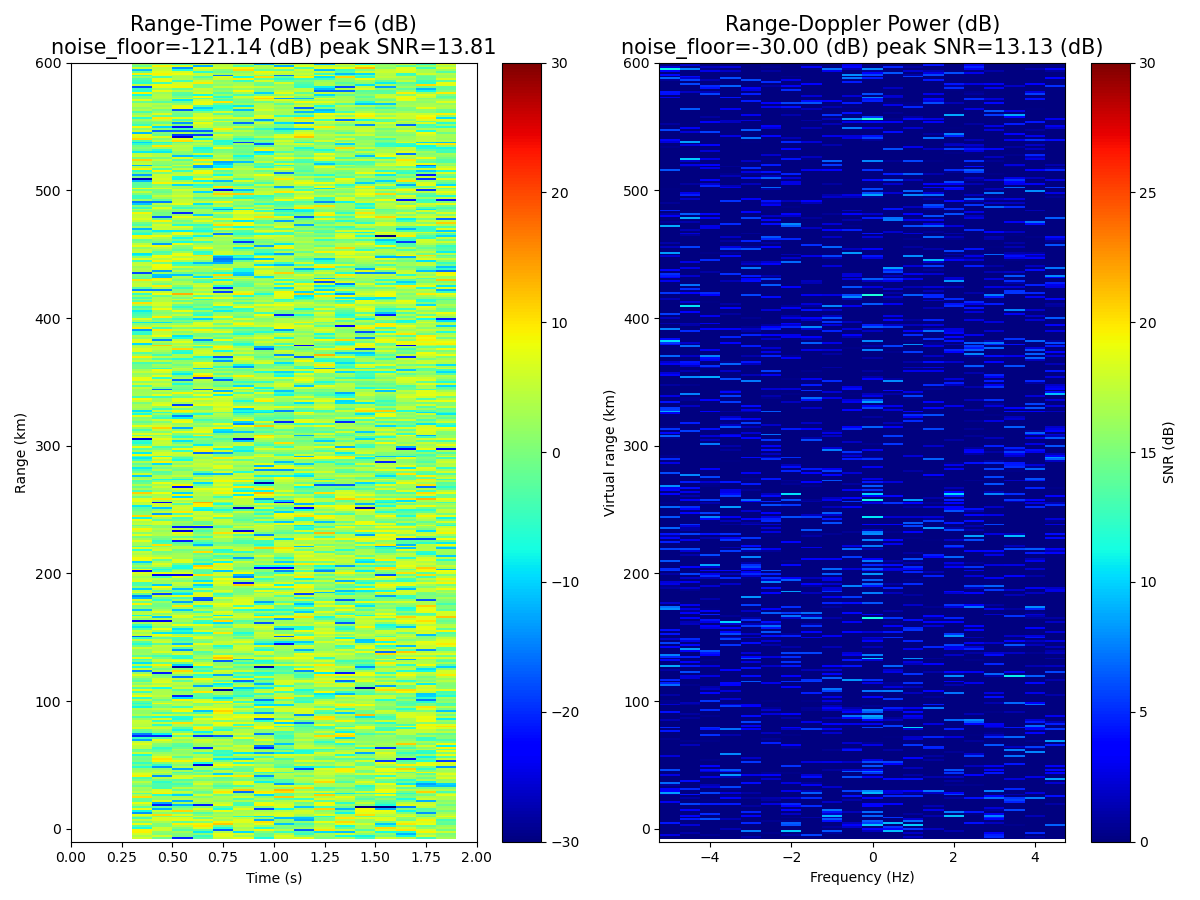 Range-Time Power f=6 (dB)
noise_floor=-121.14 (dB) peak SNR=13.81
600
500
400
300
200
100
0
Range (km)
0.00 0.25 0.50 0.75 1.00 1.25 1.50 1.75 2.00
Time (s)
30
20
10
0
−10
−20
−30
Range-Doppler Power (dB)
noise_floor=-30.00 (dB) peak SNR=13.13 (dB)
600
500
400
300
200
100
0
Virtual range (km)
−4 −2 0 2 4
Frequency (Hz)
30
25
20
15
10
5
0
SNR (dB)